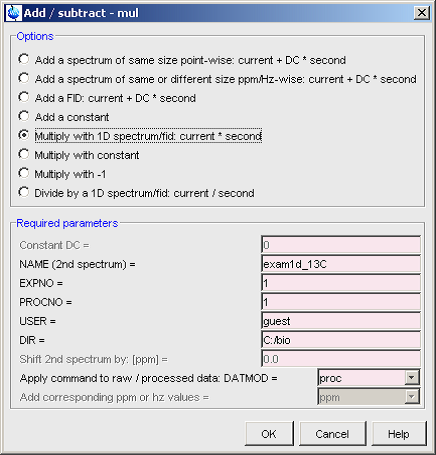 Add / subtract - mul
Options
Add a spectrum of same size point-wise: current + DC * second
Add a spectrum of same or different size ppm/Hz-wise: current + DC * second
Add a FID: current + DC * second
Add a constant
Multiply with 1D spectrum/fid: current * second
Multiply with constant
Multiply with -1
Divide by a 1D spectrum/fid: current / second
Required parameters
Constant DC = 0
NAME (2nd spectrum) = exam1d_13C
EXPNO = 1
PROCNO = 1
USER = guest
DIR = C:/bio
Shift 2nd spectrum by: [ppm] = 0.0
Apply command to raw / processed data: DATMOD = proc
Add corresponding ppm or hz values = ppm
OK Cancel Help